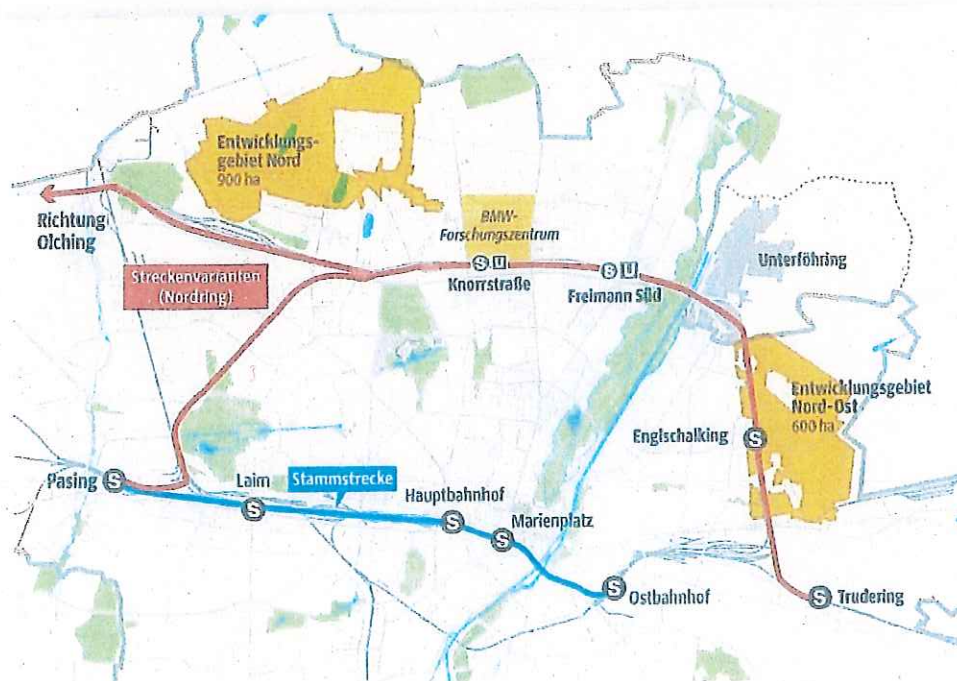 Entwicklungs-
gebiet Nord
900 ha
Richtung
Olching
Streckenvarianten
(Nordring)
BMW-
Forschungszentrum
S U
Knorrstraße
S U
Freimann Süd
Unterföhring
Entwicklungsgebiet
Nord-Ost
600 ha
Englschalking
S
Pasing
S
Laim
S
Stammstrecke
Hauptbahnhof
S
Marienplatz
S
S
Ostbahnhof
S
Trudering